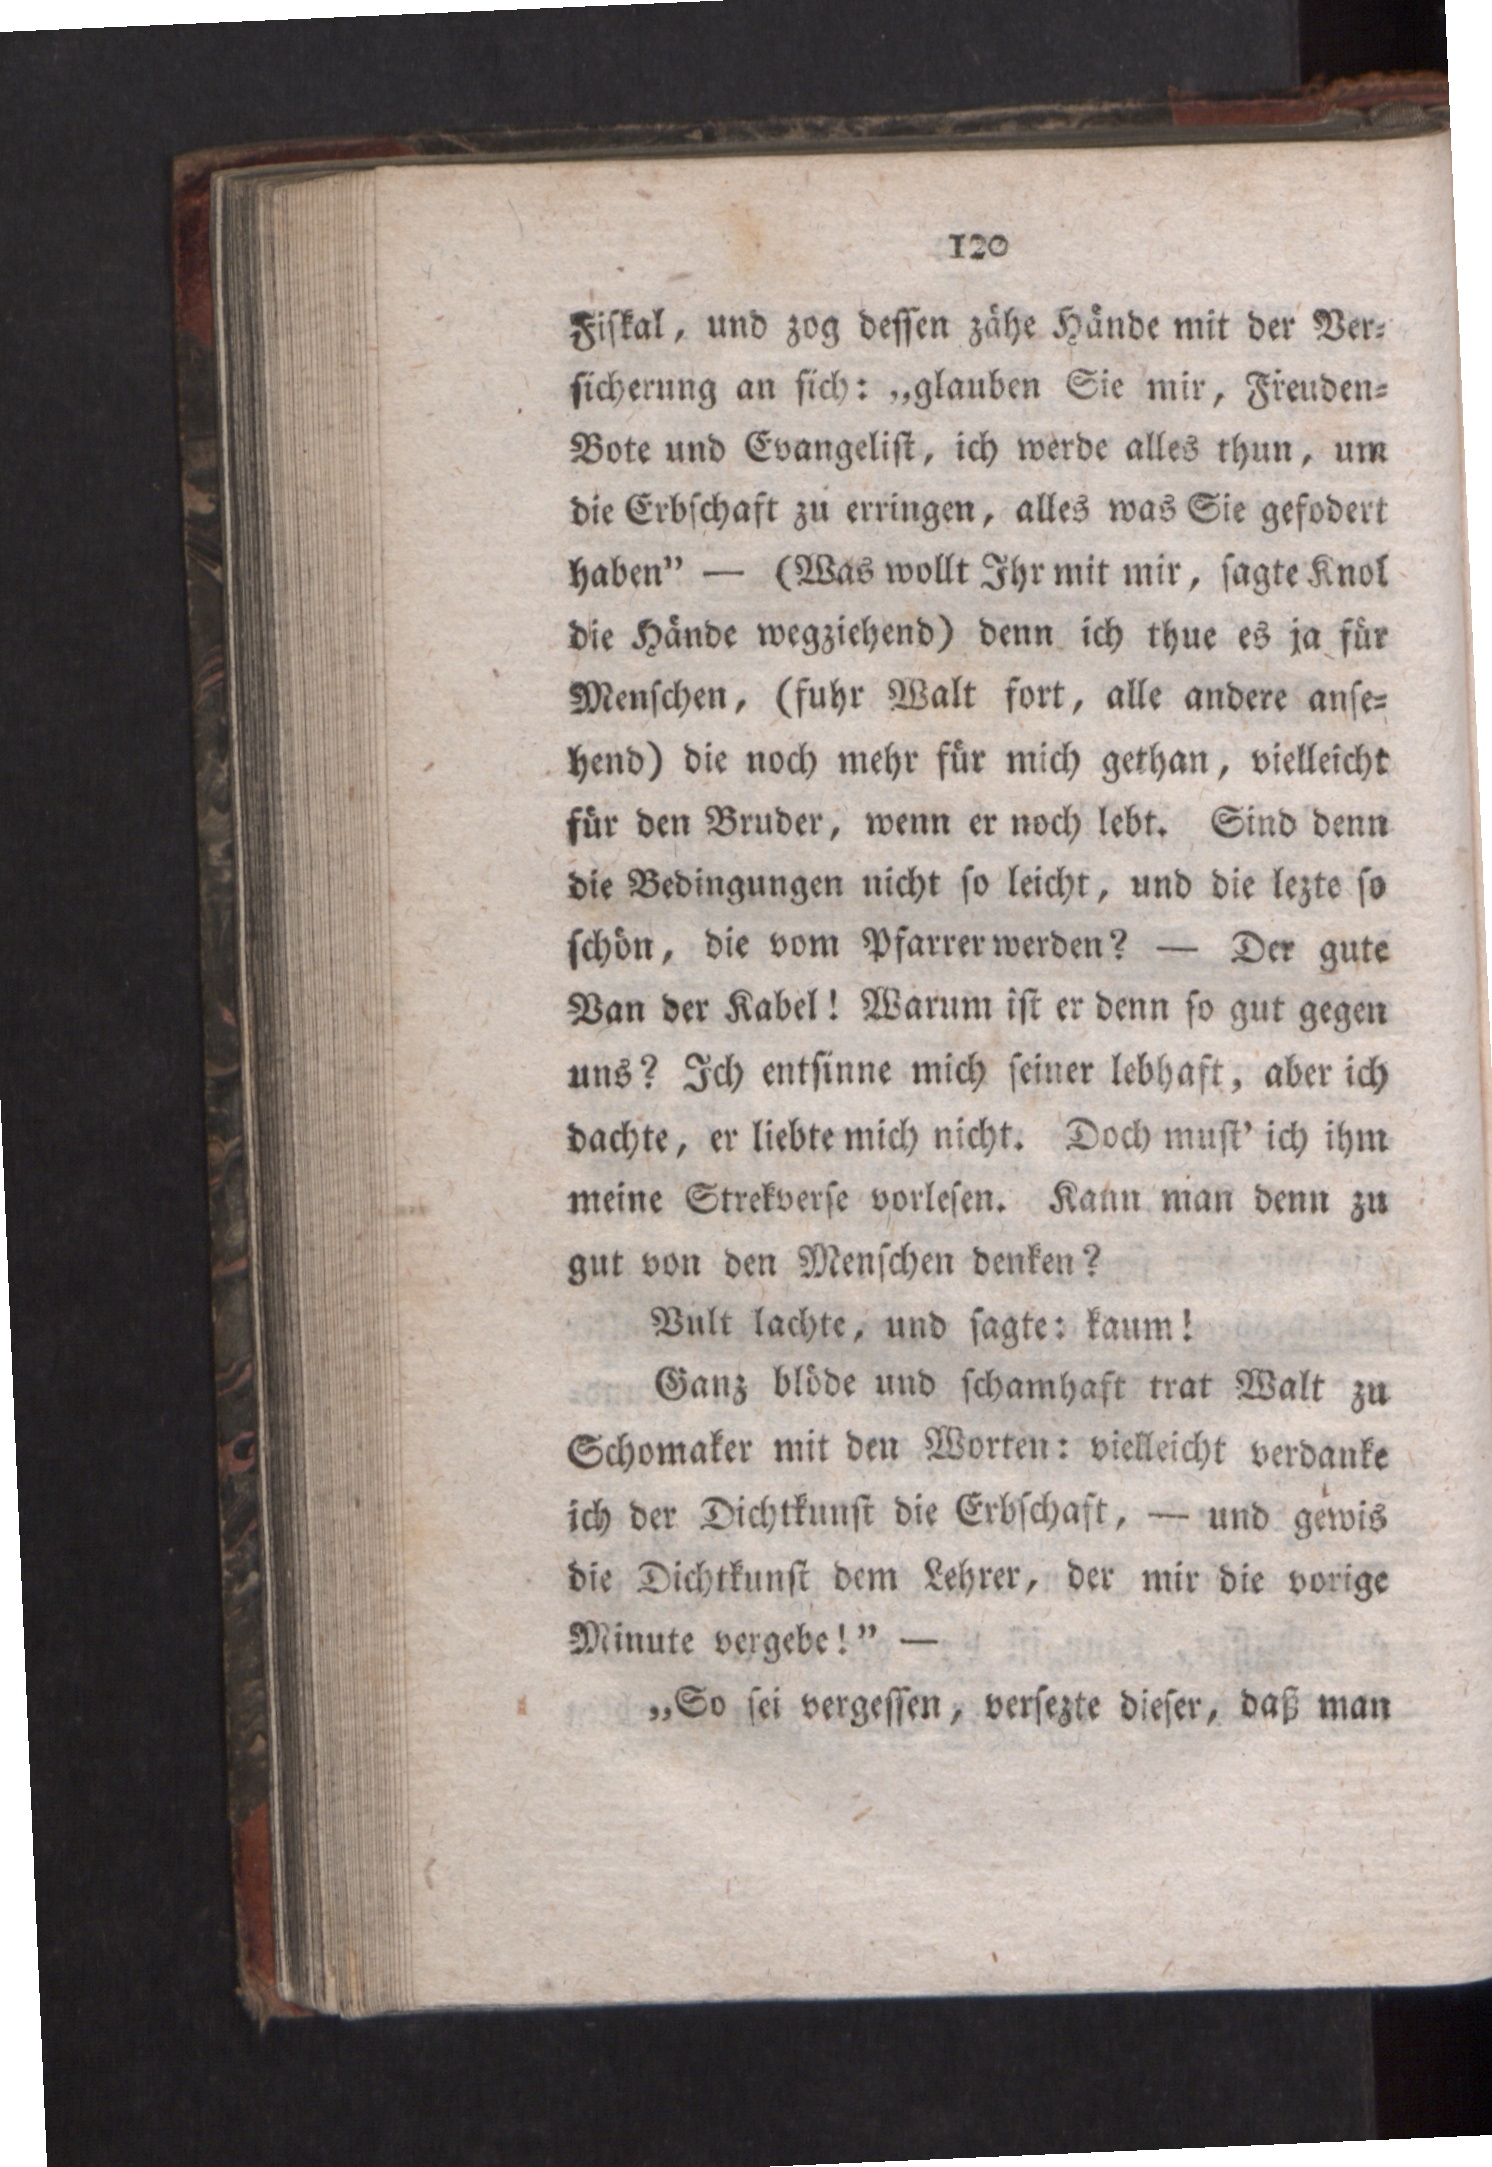 120
Fiſkal, und zog deſſen zähe Hände mit der Ver⸗
ſicherung an ſich: „glauben Sie mir, Freuden⸗
Bote und Evangeliſt, ich werde alles thun, um
die Erbſchaft zu erringen, alles was Sie gefodert
haben” — (Was wollt Ihr mit mir, ſagte Knol
die Hände wegziehend) denn ich thue es ja für
Menſchen, (fuhr Walt fort, alle andere anſe⸗
hend) die noch mehr für mich gethan, vielleicht
für den Bruder, wenn er noch lebt. Sind denn
die Bedingungen nicht ſo leicht, und die lezte ſo
ſchön, die vom Pfarrerwerden? — Der gute
Van der Kabel! Warum iſt er denn ſo gut gegen
uns? Ich entſinne mich ſeiner lebhaft, aber ich
dachte, er liebte mich nicht. Doch muſt’ ich ihm
meine Strekverſe vorleſen. Kann man denn zu
gut von den Menſchen denken?
Vult lachte, und ſagte: kaum!
Ganz blöde und ſchamhaft trat Walt zu
Schomaker mit den Worten: vielleicht verdanke
ich der Dichtkunſt die Erbſchaft, — und gewis
die Dichtkunſt dem Lehrer, der mir die vorige
Minute vergebe!” —
„So ſei vergeſſen, verſezte dieſer, daß man